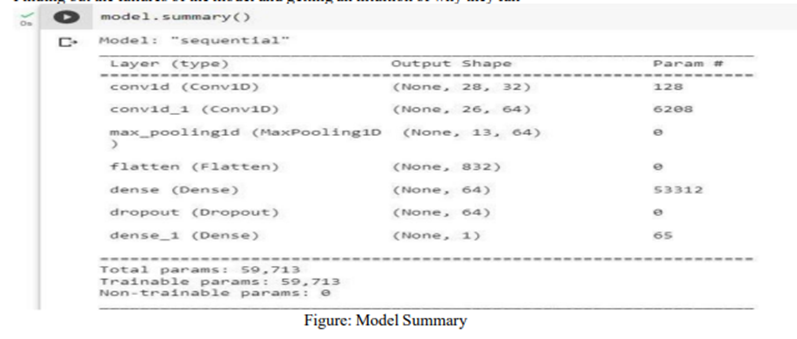 model.summary()
Model: "sequential"
Layer (type) Output Shape Param #
conv1d (Conv1D) (None, 28, 32) 128
conv1d_1 (Conv1D) (None, 26, 64) 6208
max_pooling1d (MaxPooling1D (None, 13, 64) 0
)
flatten (Flatten) (None, 832) 0
dense (Dense) (None, 64) 53312
dropout (Dropout) (None, 64) 0
dense_1 (Dense) (None, 1) 65
Total params: 59,713
Trainable params: 59,713
Non-trainable params: 0
Figure: Model Summary